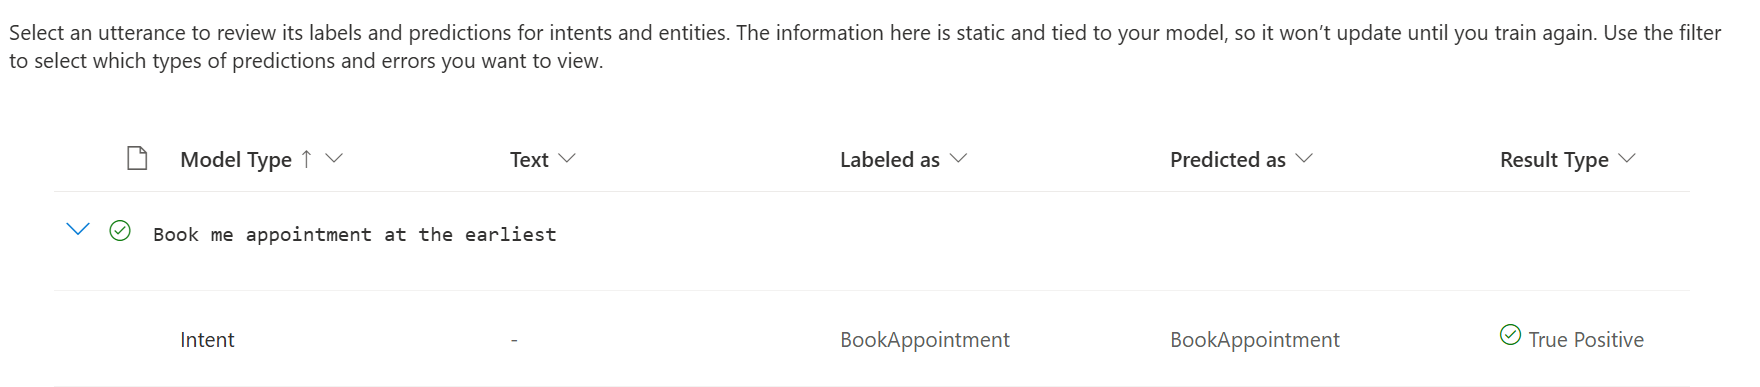 Select an utterance to review its labels and predictions for intents and entities. The information here is static and tied to your model, so it won’t update until you train again. Use the filter
to select which types of predictions and errors you want to view.
Model Type ↑ Text Labeled as Predicted as Result Type
Book me appointment at the earliest
Intent - BookAppointment BookAppointment True Positive